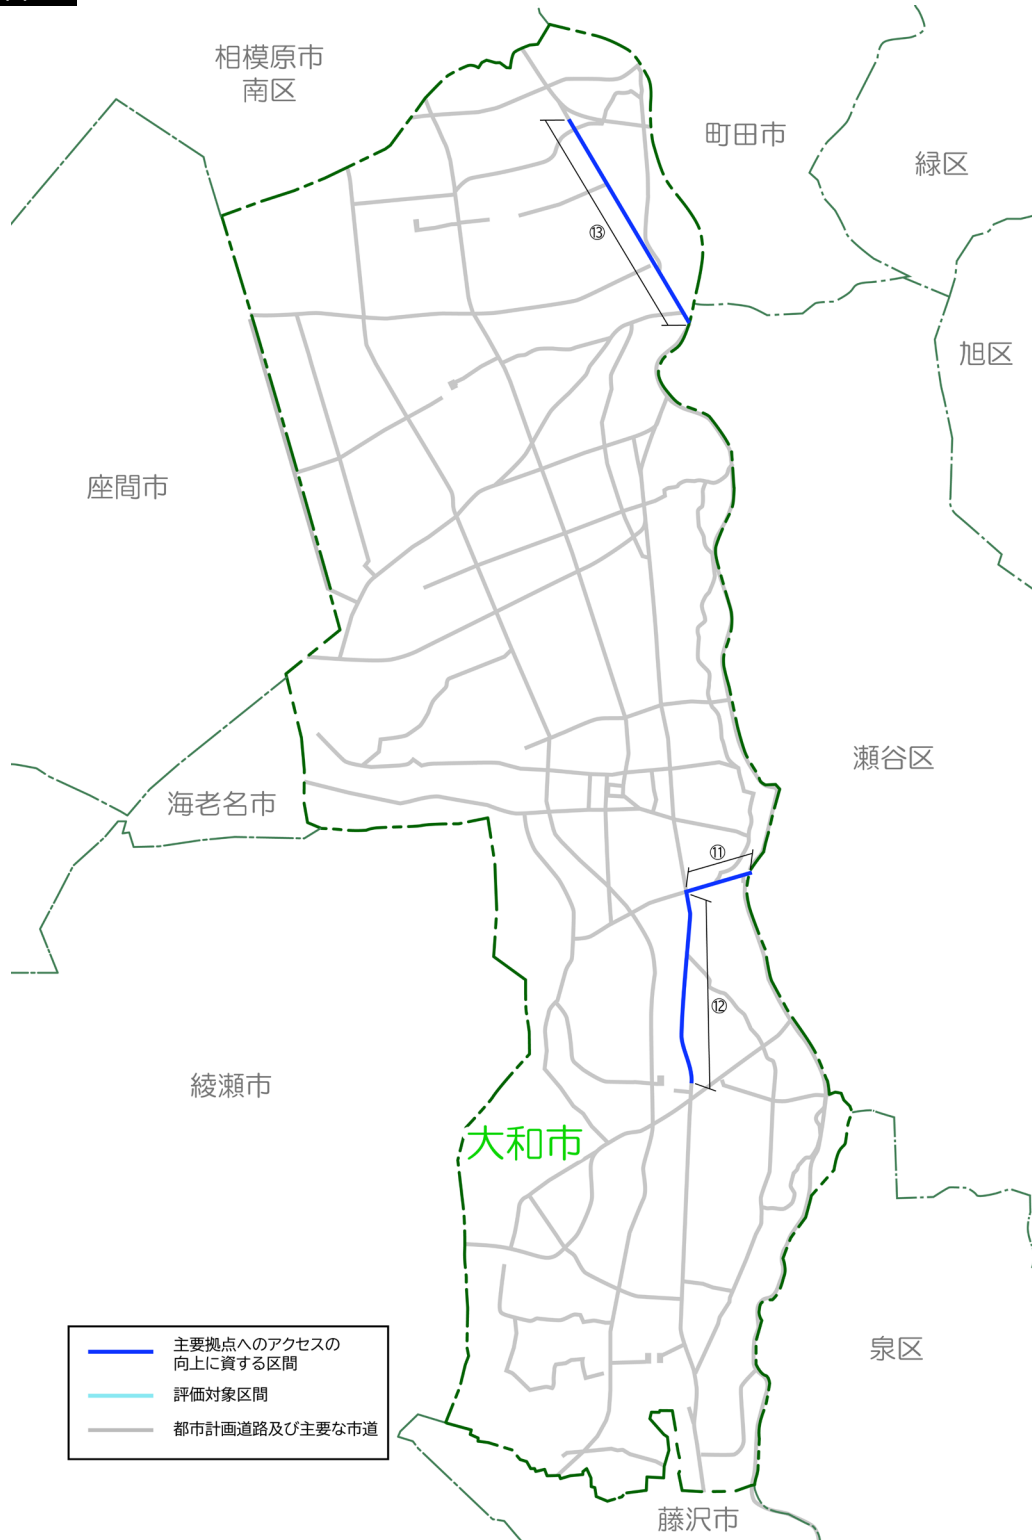 相模原市
南区
町田市
緑区
⑬
旭区
座間市
瀬谷区
海老名市
⑪
⑫
綾瀬市
大和市
主要拠点へのアクセスの
向上に資する区間
評価対象区間
都市計画道路及び主要な市道
泉区
藤沢市